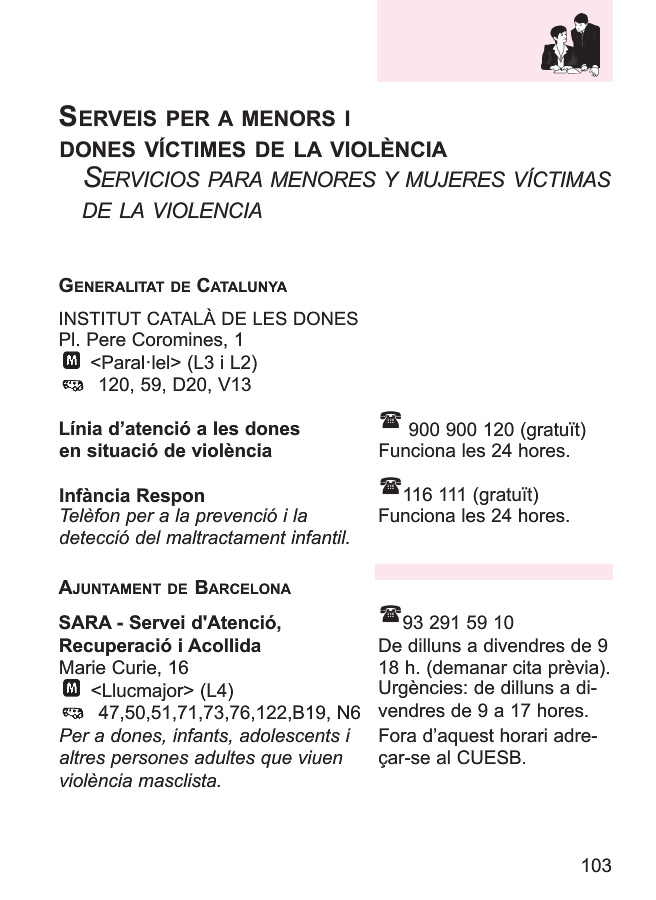 SERVEIS PER A MENORS I
DONES VÍCTIMES DE LA VIOLÈNCIA
SERVICIOS PARA MENORES Y MUJERES VÍCTIMAS
DE LA VIOLENCIA
GENERALITAT DE CATALUNYA
INSTITUT CATALÀ DE LES DONES
Pl. Pere Coromines, 1
M <Paral·lel> (L3 i L2)
120, 59, D20, V13
Línia d'atenció a les dones
en situació de violència
☎ 900 900 120 (gratuït)
Funciona les 24 hores.
Infància Respon
Telèfon per a la prevenció i la
detecció del maltractament infantil.
☎116 111 (gratuït)
Funciona les 24 hores.
AJUNTAMENT DE BARCELONA
SARA - Servei d'Atenció,
Recuperació i Acollida
Marie Curie, 16
M <Llucmajor> (L4)
47,50,51,71,73,76,122,B19, N6
Per a dones, infants, adolescents i
altres persones adultes que viuen
violència masclista.
☎93 291 59 10
De dilluns a divendres de 9
18 h. (demanar cita prèvia).
Urgències: de dilluns a di-
vendres de 9 a 17 hores.
Fora d'aquest horari adre-
çar-se al CUESB.
103